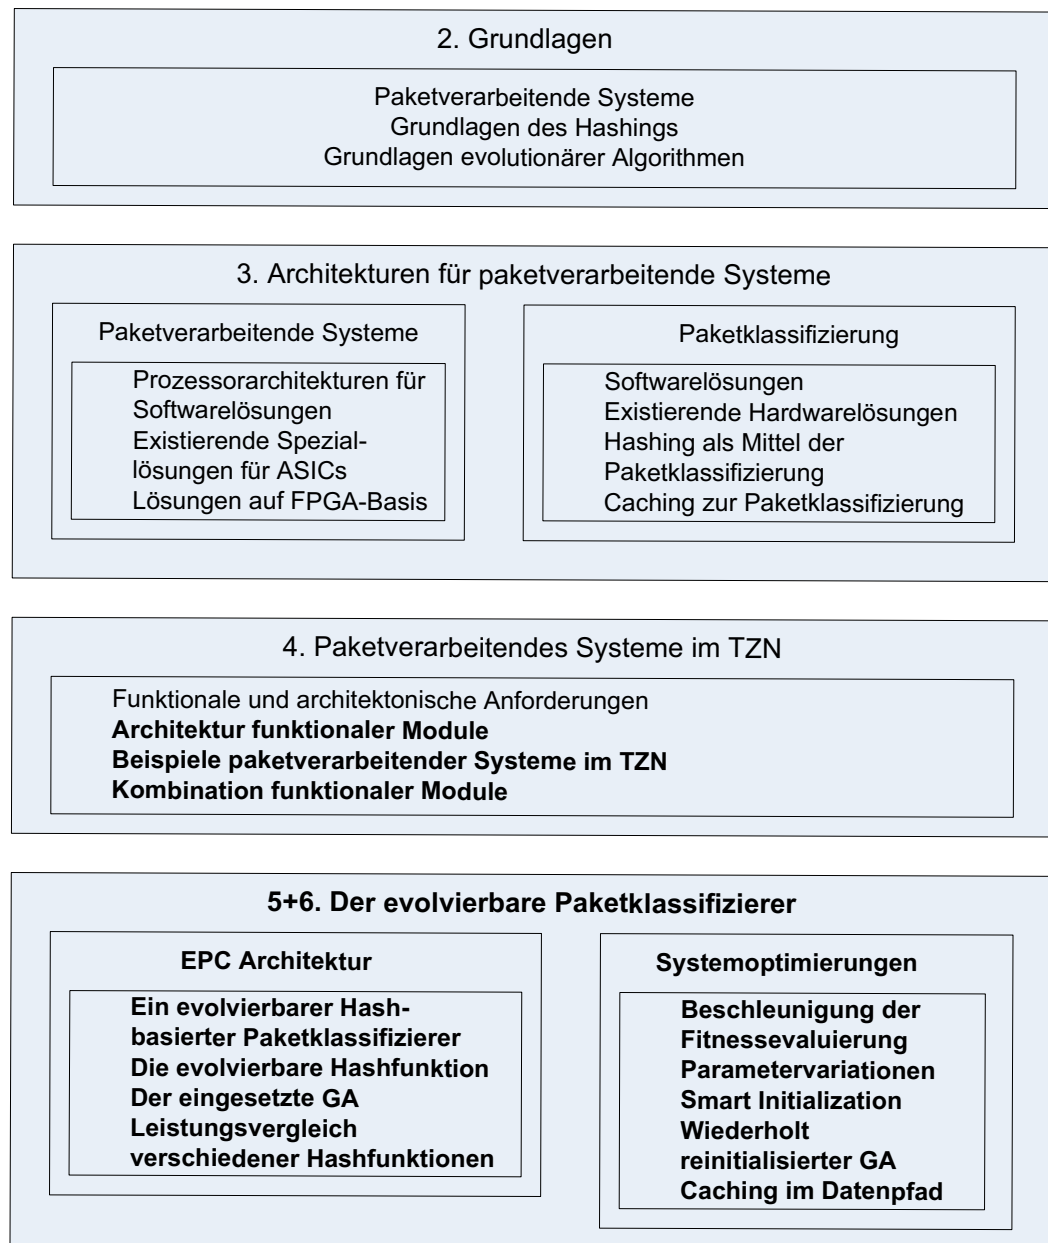 2. Grundlagen
Paketverarbeitende Systeme
Grundlagen des Hashings
Grundlagen evolutionärer Algorithmen
3. Architekturen für paketverarbeitende Systeme
Paketverarbeitende Systeme
Prozessorarchitekturen für
Softwarelösungen
Existierende Spezial-
lösungen für ASICs
Lösungen auf FPGA-Basis
Paketklassifizierung
Softwarelösungen
Existierende Hardwarelösungen
Hashing als Mittel der
Paketklassifizierung
Caching zur Paketklassifizierung
4. Paketverarbeitendes Systeme im TZN
Funktionale und architektonische Anforderungen
Architektur funktionaler Module
Beispiele paketverarbeitender Systeme im TZN
Kombination funktionaler Module
5+6. Der evolvierbare Paketklassifizierer
EPC Architektur
Ein evolvierbarer Hash-
basierter Paketklassifizierer
Die evolvierbare Hashfunktion
Der eingesetzte GA
Leistungsvergleich
verschiedener Hashfunktionen
Systemoptimierungen
Beschleunigung der
Fitnessevaluierung
Parametervariationen
Smart Initialization
Wiederholt
reinitialisierter GA
Caching im Datenpfad